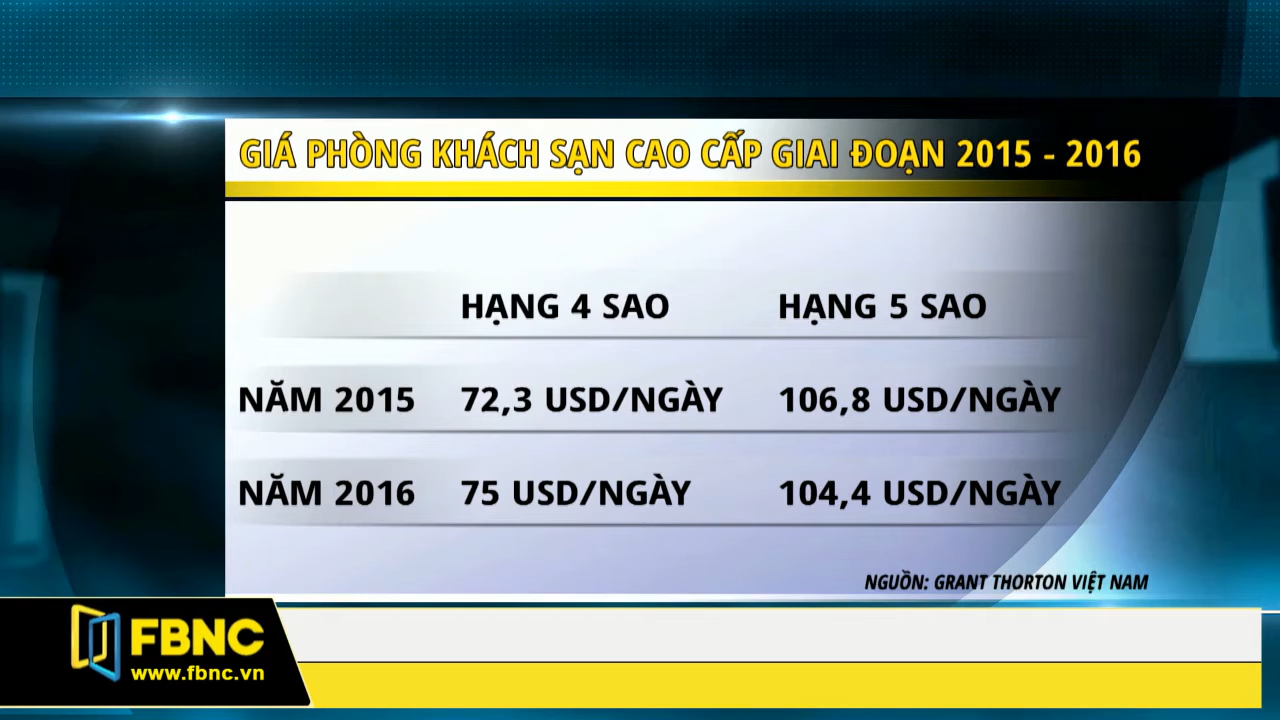 GIÁ PHÒNG KHÁCH SẠN CAO CẤP GIAI ĐOẠN 2015 - 2016
HẠNG 4 SAO HẠNG 5 SAO
NĂM 2015 72,3 USD/NGÀY 106,8 USD/NGÀY
NĂM 2016 75 USD/NGÀY 104,4 USD/NGÀY
NGUỒN: GRANT THORTON VIỆT NAM
FBNC
www.fbnc.vn